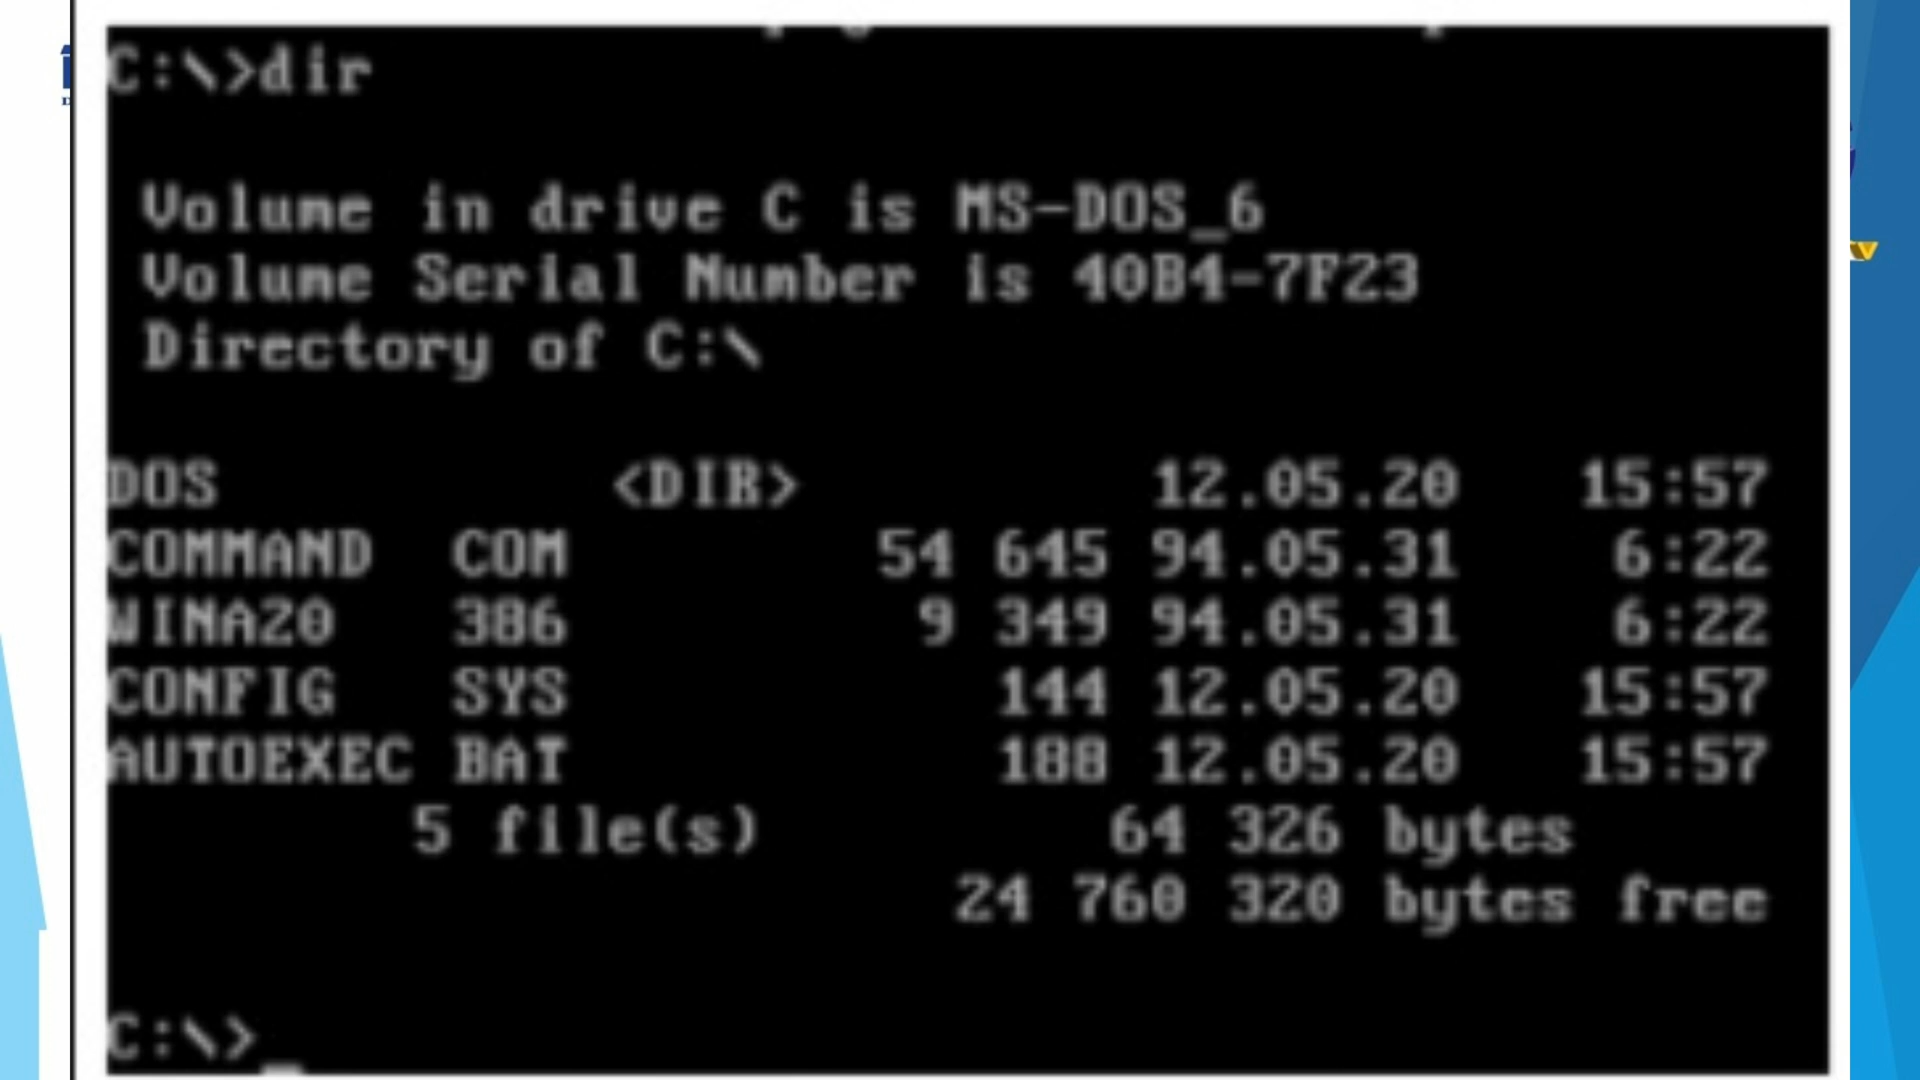 C:\>dir
Volume in drive C is MS-DOS_6
Volume Serial Number is 40B4-7F23
Directory of C:\
DOS <DIR> 12.05.20 15:57
COMMAND COM 54 645 94.05.31 6:22
WINA20 386 9 349 94.05.31 6:22
CONFIG SYS 144 12.05.20 15:57
AUTOEXEC BAT 188 12.05.20 15:57
5 file(s) 64 326 bytes
24 760 320 bytes free
C:\>_